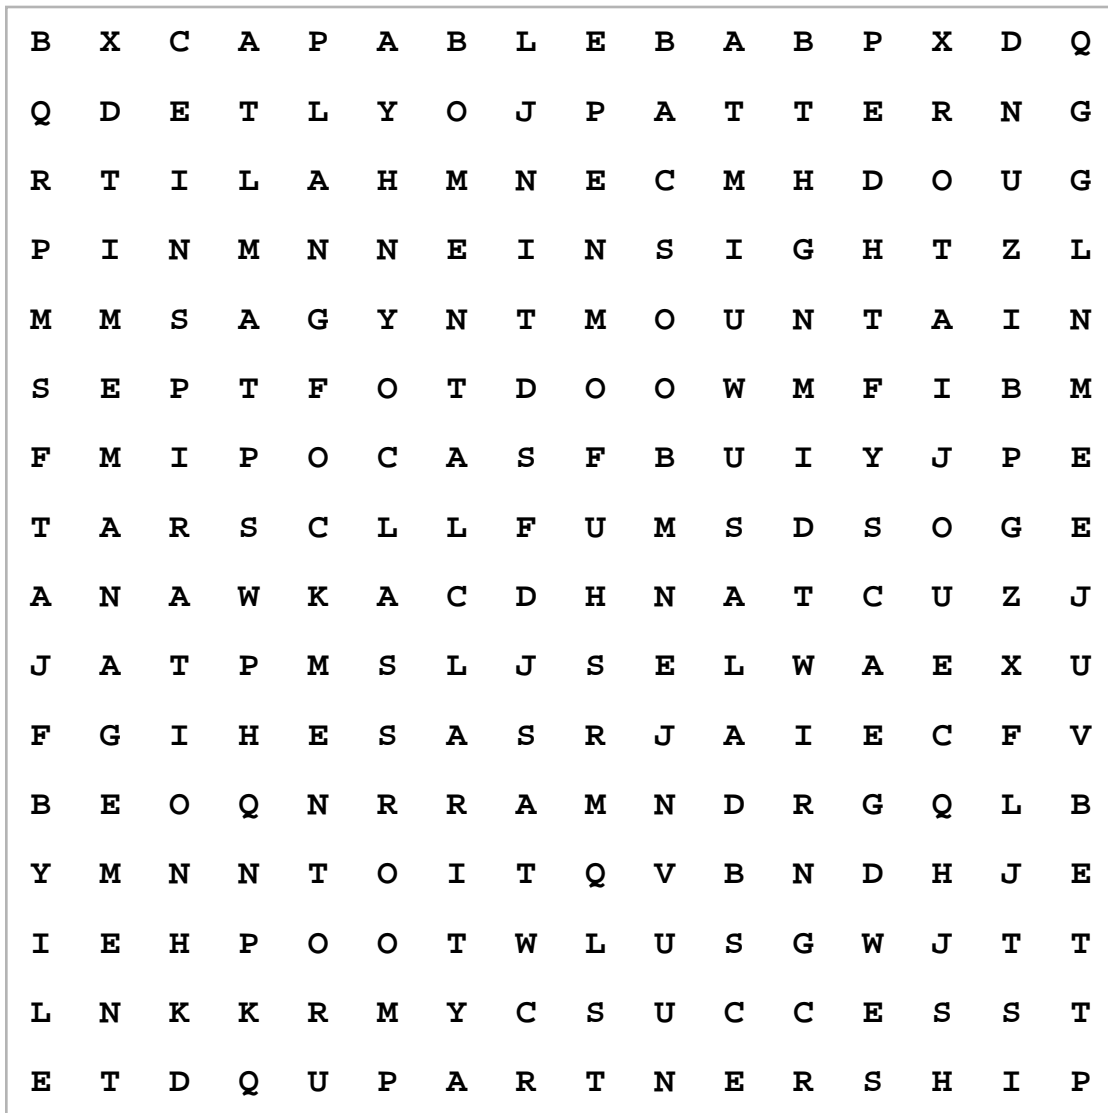 B X C A P A B L E B A B P X D Q
Q D E T L Y O J P A T T E R N G
R T I L A H M N E C M H D O U G
P I N M N N E I N S I G H T Z L
M M S A G Y N T M O U N T A I N
S E P T F O T D O O W M F I B M
F M I P O C A S F B U I Y J P E
T A R S C L L F U M S D S O G E
A N A W K A C D H N A T C U Z J
J A T P M S L J S E L W A E X U
F G I H E S A S R J A I E C F V
B E O Q N R R A M N D R G Q L B
Y M N N T O I T Q V B N D H J E
I E H P O O T W L U S G W J T T
L N K K R M Y C S U C C E S S T
E T D Q U P A R T N E R S H I P